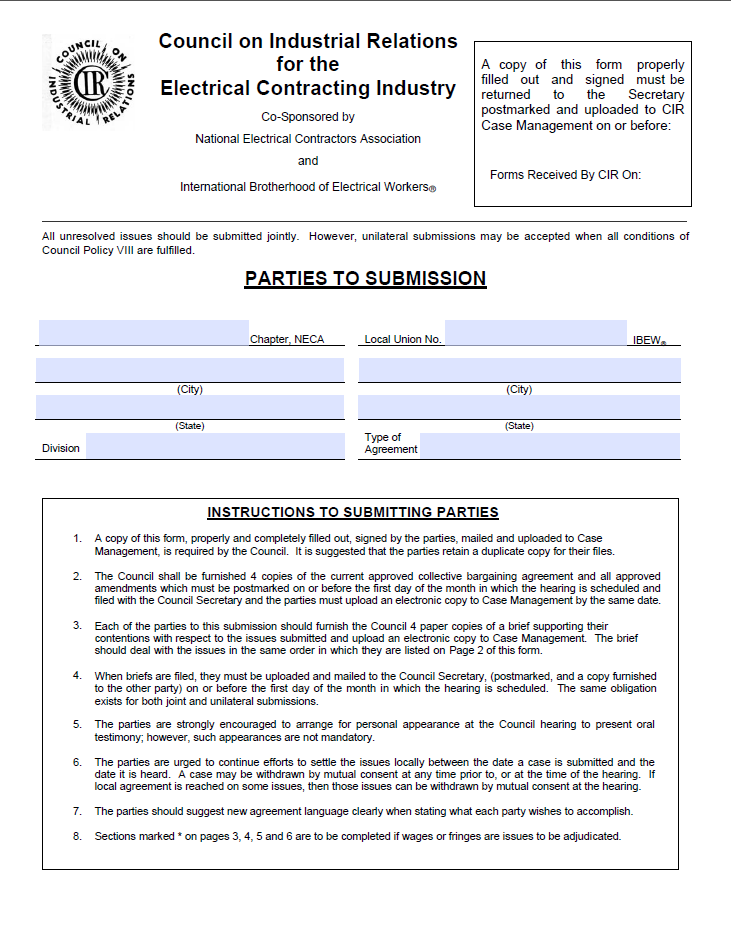 COUNCIL ON
INDUSTRIAL RELATIONS
CIR
Council on Industrial Relations
for the
Electrical Contracting Industry
Co-Sponsored by
National Electrical Contractors Association
and
International Brotherhood of Electrical Workers®
A copy of this form properly
filled out and signed must be
returned to the Secretary
postmarked and uploaded to CIR
Case Management on or before:
Forms Received By CIR On:
All unresolved issues should be submitted jointly. However, unilateral submissions may be accepted when all conditions of
Council Policy VIII are fulfilled.
PARTIES TO SUBMISSION
Chapter, NECA
(City)
(State)
Division
Local Union No. IBEW®
(City)
(State)
Type of
Agreement
INSTRUCTIONS TO SUBMITTING PARTIES
1. A copy of this form, properly and completely filled out, signed by the parties, mailed and uploaded to Case
Management, is required by the Council. It is suggested that the parties retain a duplicate copy for their files.
2. The Council shall be furnished 4 copies of the current approved collective bargaining agreement and all approved
amendments which must be postmarked on or before the first day of the month in which the hearing is scheduled and
filed with the Council Secretary and the parties must upload an electronic copy to Case Management by the same date.
3. Each of the parties to this submission should furnish the Council 4 paper copies of a brief supporting their
contentions with respect to the issues submitted and upload an electronic copy to Case Management. The brief
should deal with the issues in the same order in which they are listed on Page 2 of this form.
4. When briefs are filed, they must be uploaded and mailed to the Council Secretary, (postmarked, and a copy furnished
to the other party) on or before the first day of the month in which the hearing is scheduled. The same obligation
exists for both joint and unilateral submissions.
5. The parties are strongly encouraged to arrange for personal appearance at the Council hearing to present oral
testimony; however, such appearances are not mandatory.
6. The parties are urged to continue efforts to settle the issues locally between the date a case is submitted and the
date it is heard. A case may be withdrawn by mutual consent at any time prior to, or at the time of the hearing. If
local agreement is reached on some issues, then those issues can be withdrawn by mutual consent at the hearing.
7. The parties should suggest new agreement language clearly when stating what each party wishes to accomplish.
8. Sections marked * on pages 3, 4, 5 and 6 are to be completed if wages or fringes are issues to be adjudicated.